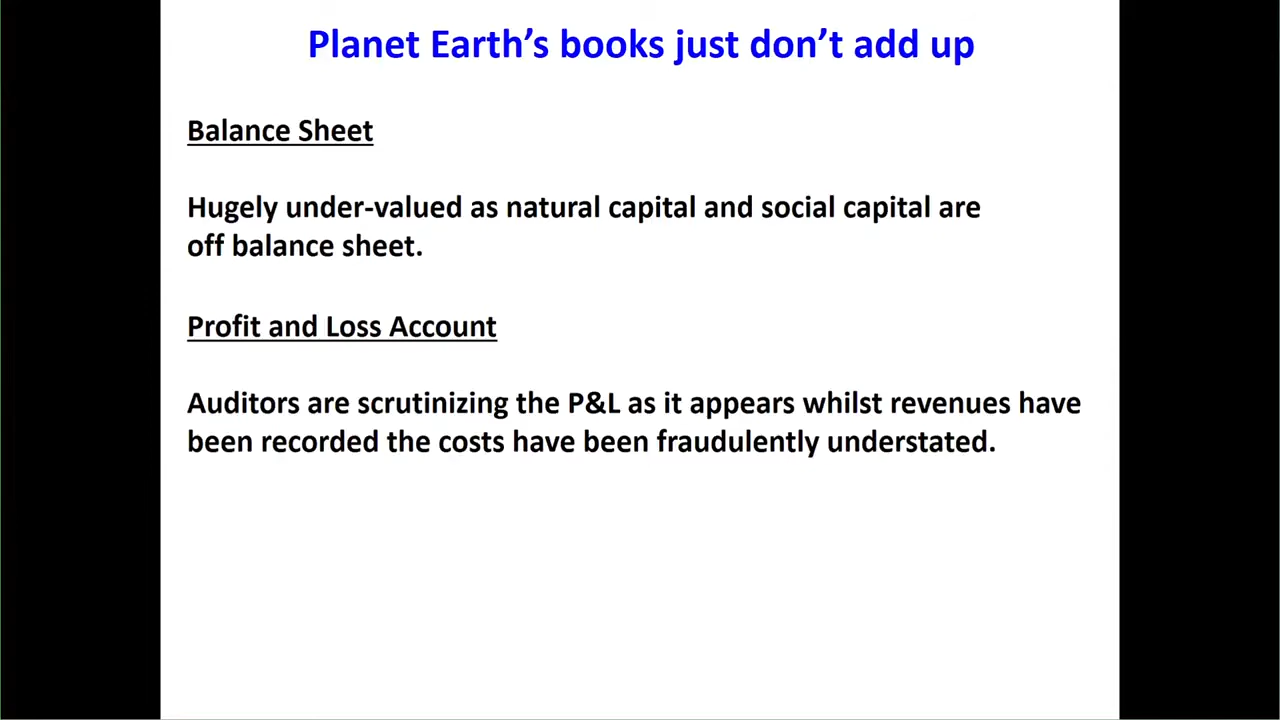 Planet Earth’s books just don’t add up
Balance Sheet
Hugely under-valued as natural capital and social capital are
off balance sheet.
Profit and Loss Account
Auditors are scrutinizing the P&L as it appears whilst revenues have
been recorded the costs have been fraudulently understated.